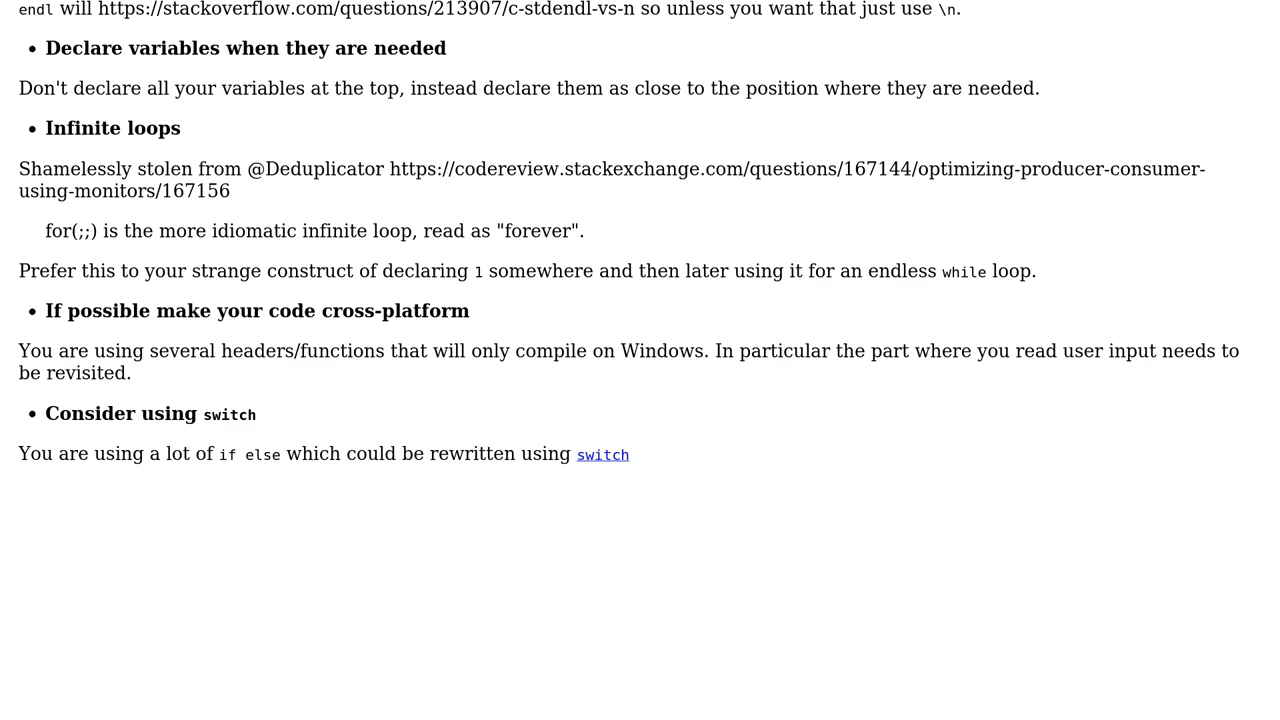 endl will https://stackoverflow.com/questions/213907/c-stdendl-vs-n so unless you want that just use \n.
• Declare variables when they are needed
Don't declare all your variables at the top, instead declare them as close to the position where they are needed.
• Infinite loops
Shamelessly stolen from @Deduplicator https://codereview.stackexchange.com/questions/167144/optimizing-producer-consumer-
using-monitors/167156
for(;;) is the more idiomatic infinite loop, read as "forever".
Prefer this to your strange construct of declaring 1 somewhere and then later using it for an endless while loop.
• If possible make your code cross-platform
You are using several headers/functions that will only compile on Windows. In particular the part where you read user input needs to
be revisited.
• Consider using switch
You are using a lot of if else which could be rewritten using switch